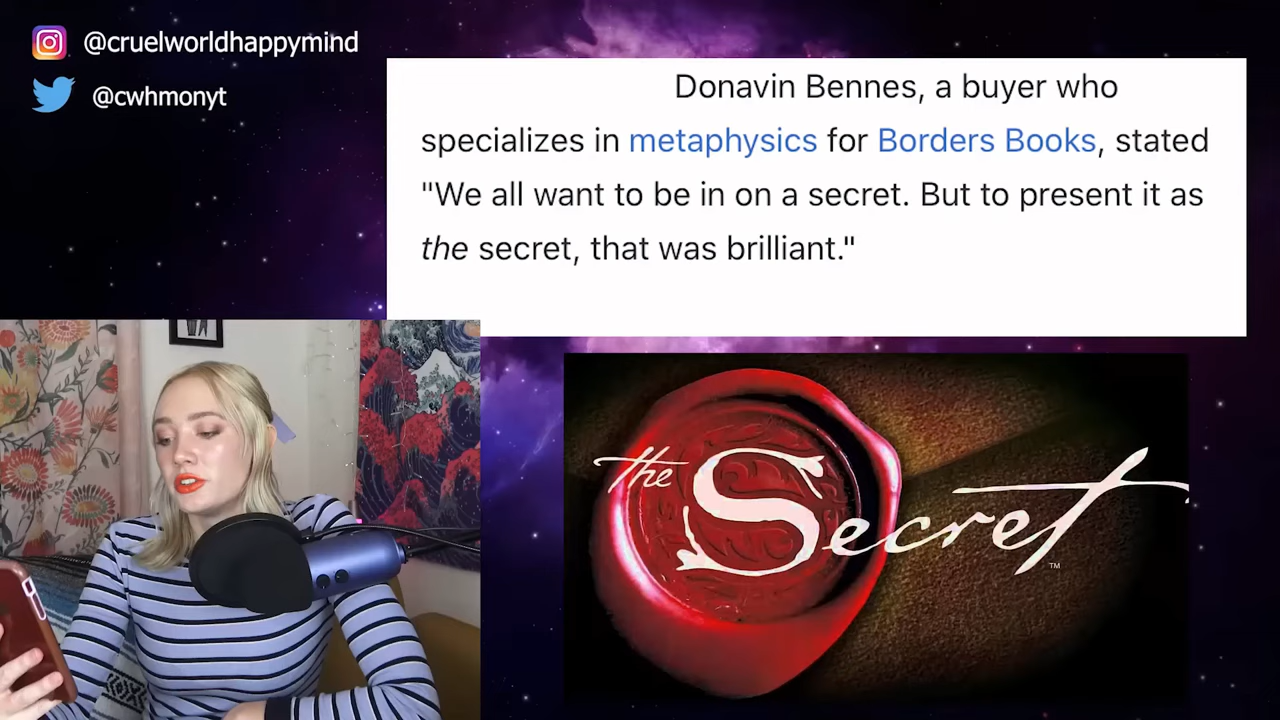 @cruelworldhappymind
@cwhmonyt
Donavin Bennes, a buyer who
specializes in metaphysics for Borders Books, stated
"We all want to be in on a secret. But to present it as
the secret, that was brilliant."
the Secret™